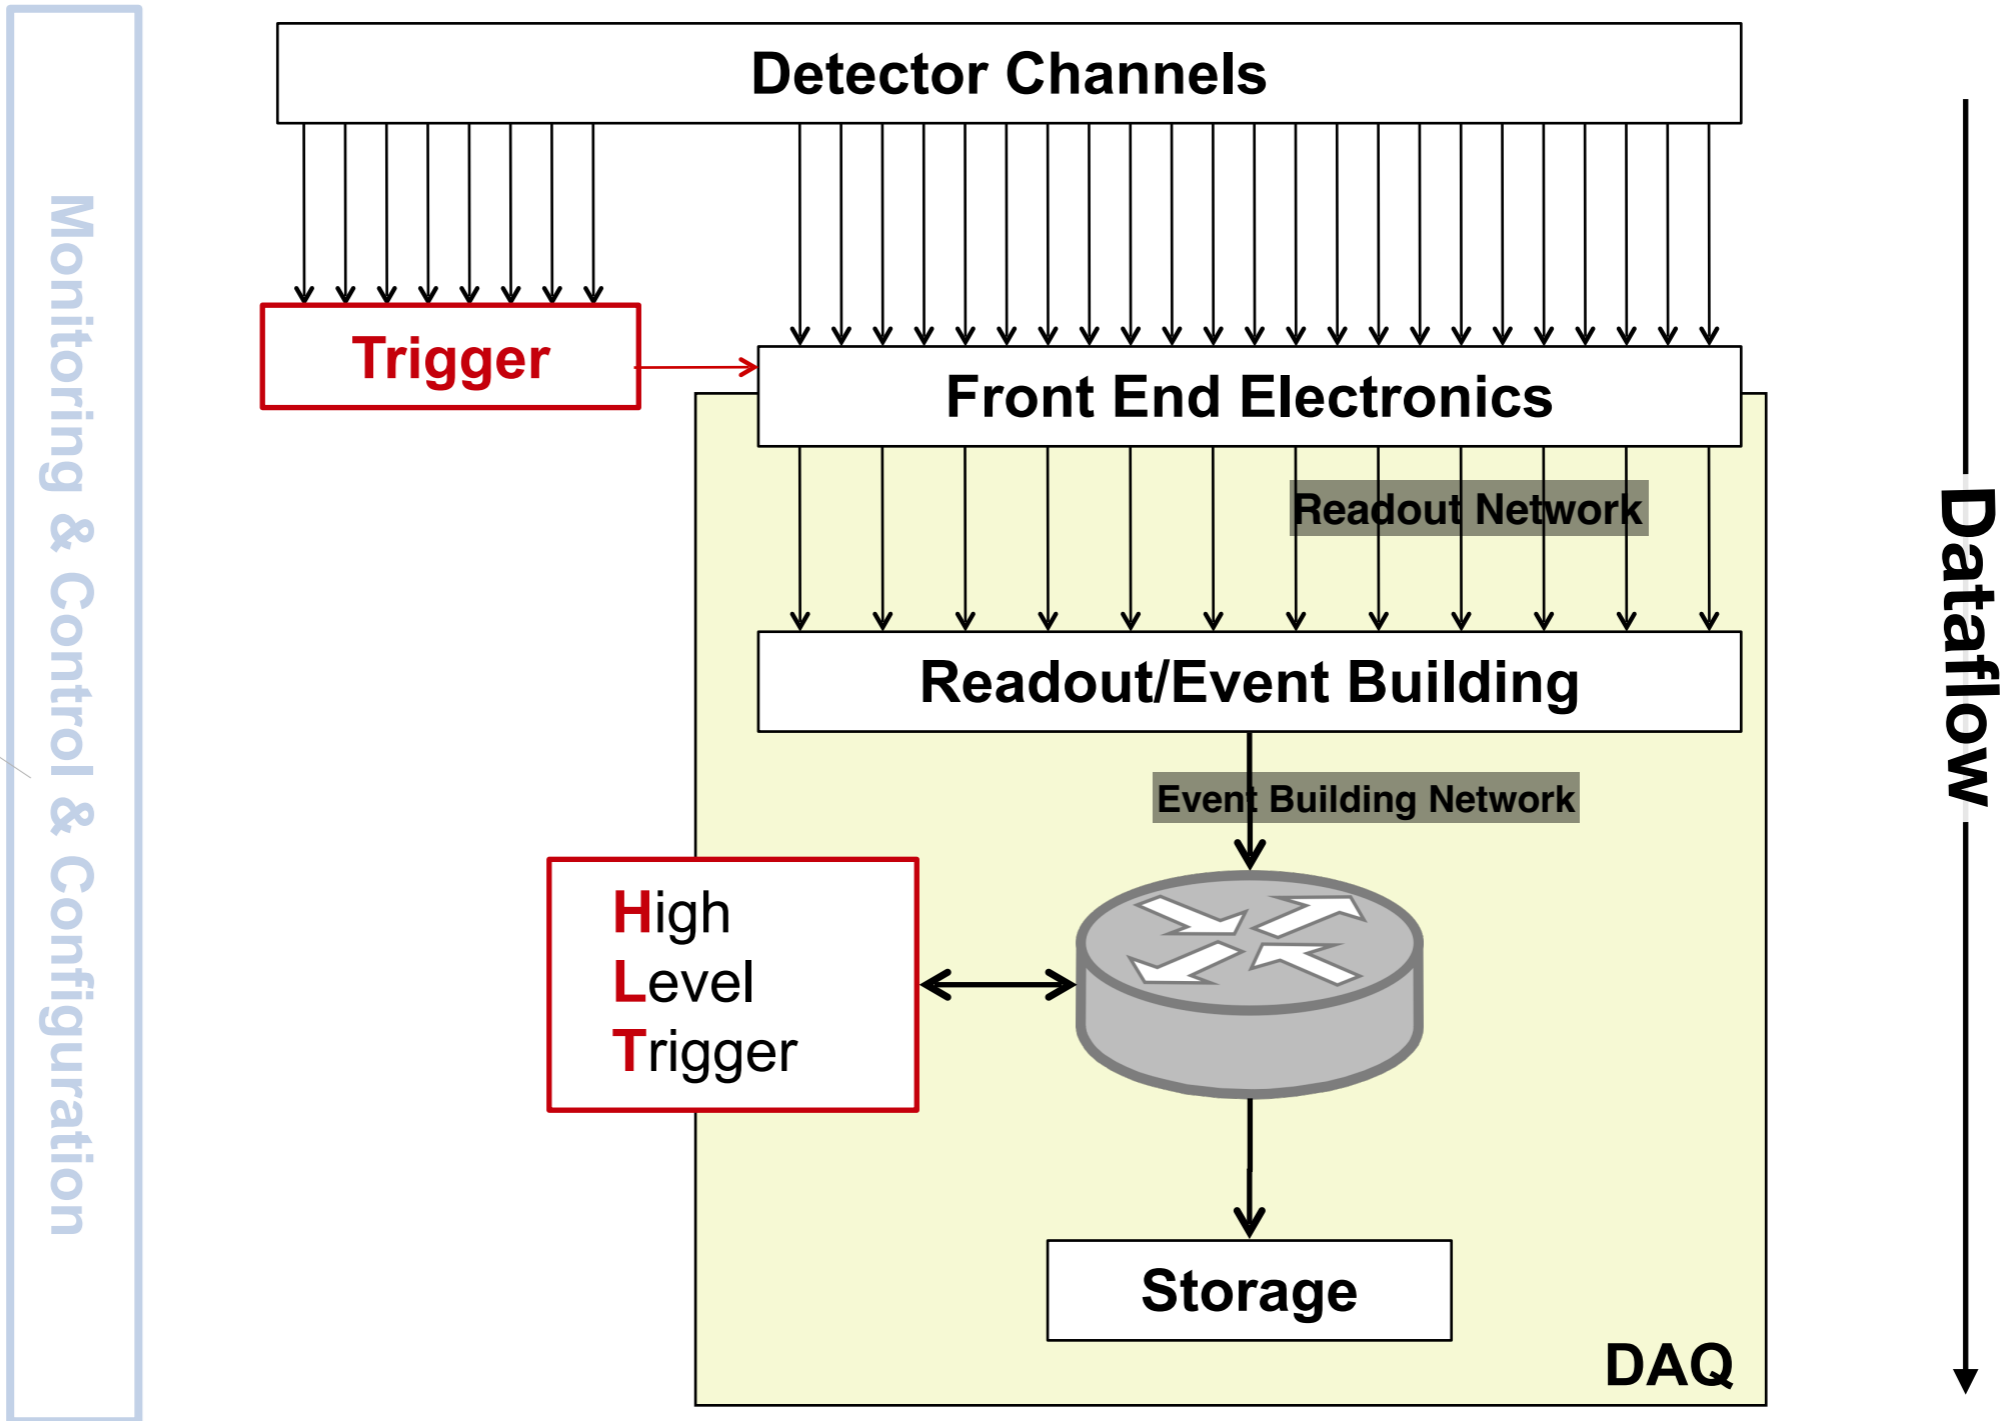 Detector Channels
Monitoring & Control & Configuration
Trigger
Front End Electronics
Readout Network
Dataflow
Readout/Event Building
Event Building Network
High
Level
Trigger
Storage
DAQ